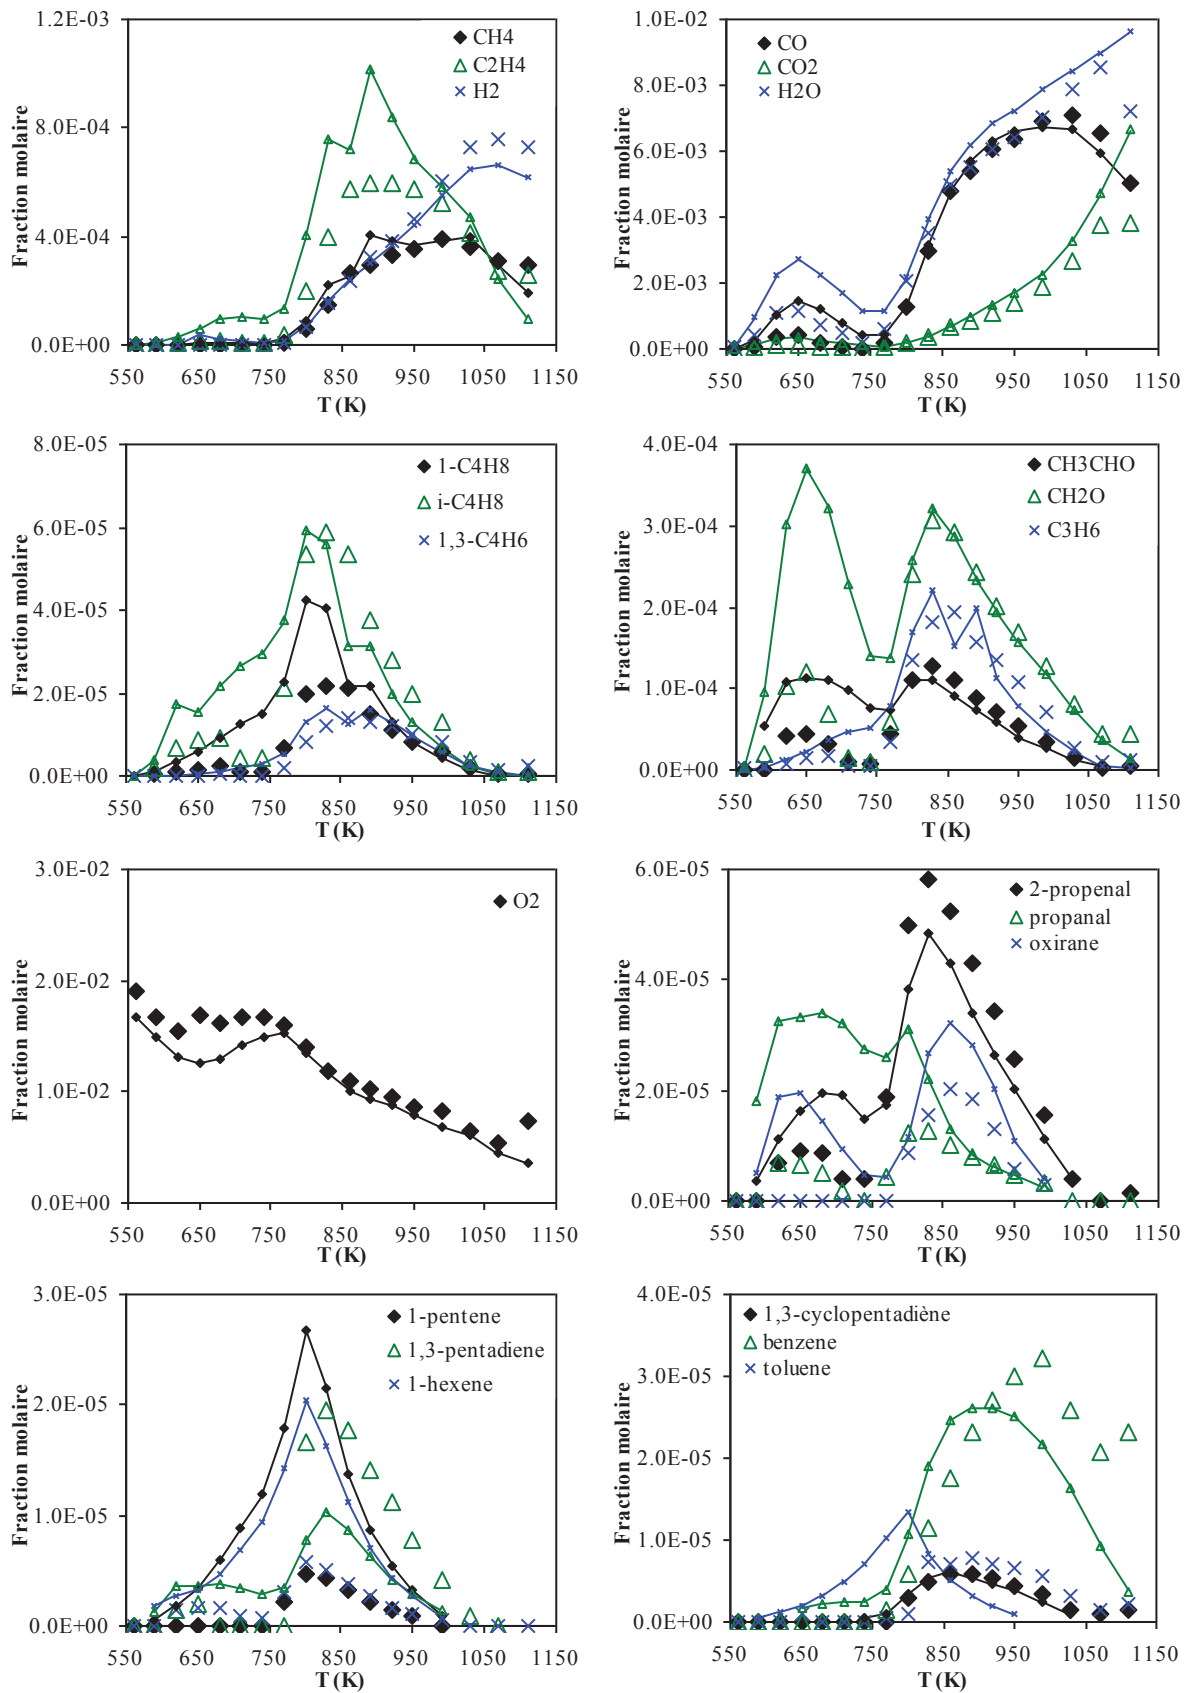 1.2E-03
8.0E-04
4.0E-04
0.0E+00
Fraction molaire
CH4
C2H4
H2
550 650 750 850 950 1050 1150
T (K)
1.0E-02
8.0E-03
6.0E-03
4.0E-03
2.0E-03
0.0E+00
Fraction molaire
CO
CO2
H2O
550 650 750 850 950 1050 1150
T (K)
8.0E-05
6.0E-05
4.0E-05
2.0E-05
0.0E+00
Fraction molaire
1-C4H8
i-C4H8
1,3-C4H6
550 650 750 850 950 1050 1150
T (K)
4.0E-04
3.0E-04
2.0E-04
1.0E-04
0.0E+00
Fraction molaire
CH3CHO
CH2O
C3H6
550 650 750 850 950 1050 1150
T (K)
3.0E-02
2.0E-02
1.0E-02
0.0E+00
Fraction molaire
O2
550 650 750 850 950 1050 1150
T (K)
6.0E-05
4.0E-05
2.0E-05
0.0E+00
Fraction molaire
2-propenal
propanal
oxirane
550 650 750 850 950 1050 1150
T (K)
3.0E-05
2.0E-05
1.0E-05
0.0E+00
Fraction molaire
1-pentene
1,3-pentadiene
1-hexene
550 650 750 850 950 1050 1150
T (K)
4.0E-05
3.0E-05
2.0E-05
1.0E-05
0.0E+00
Fraction molaire
1,3-cyclopentadiène
benzene
toluene
550 650 750 850 950 1050 1150
T (K)